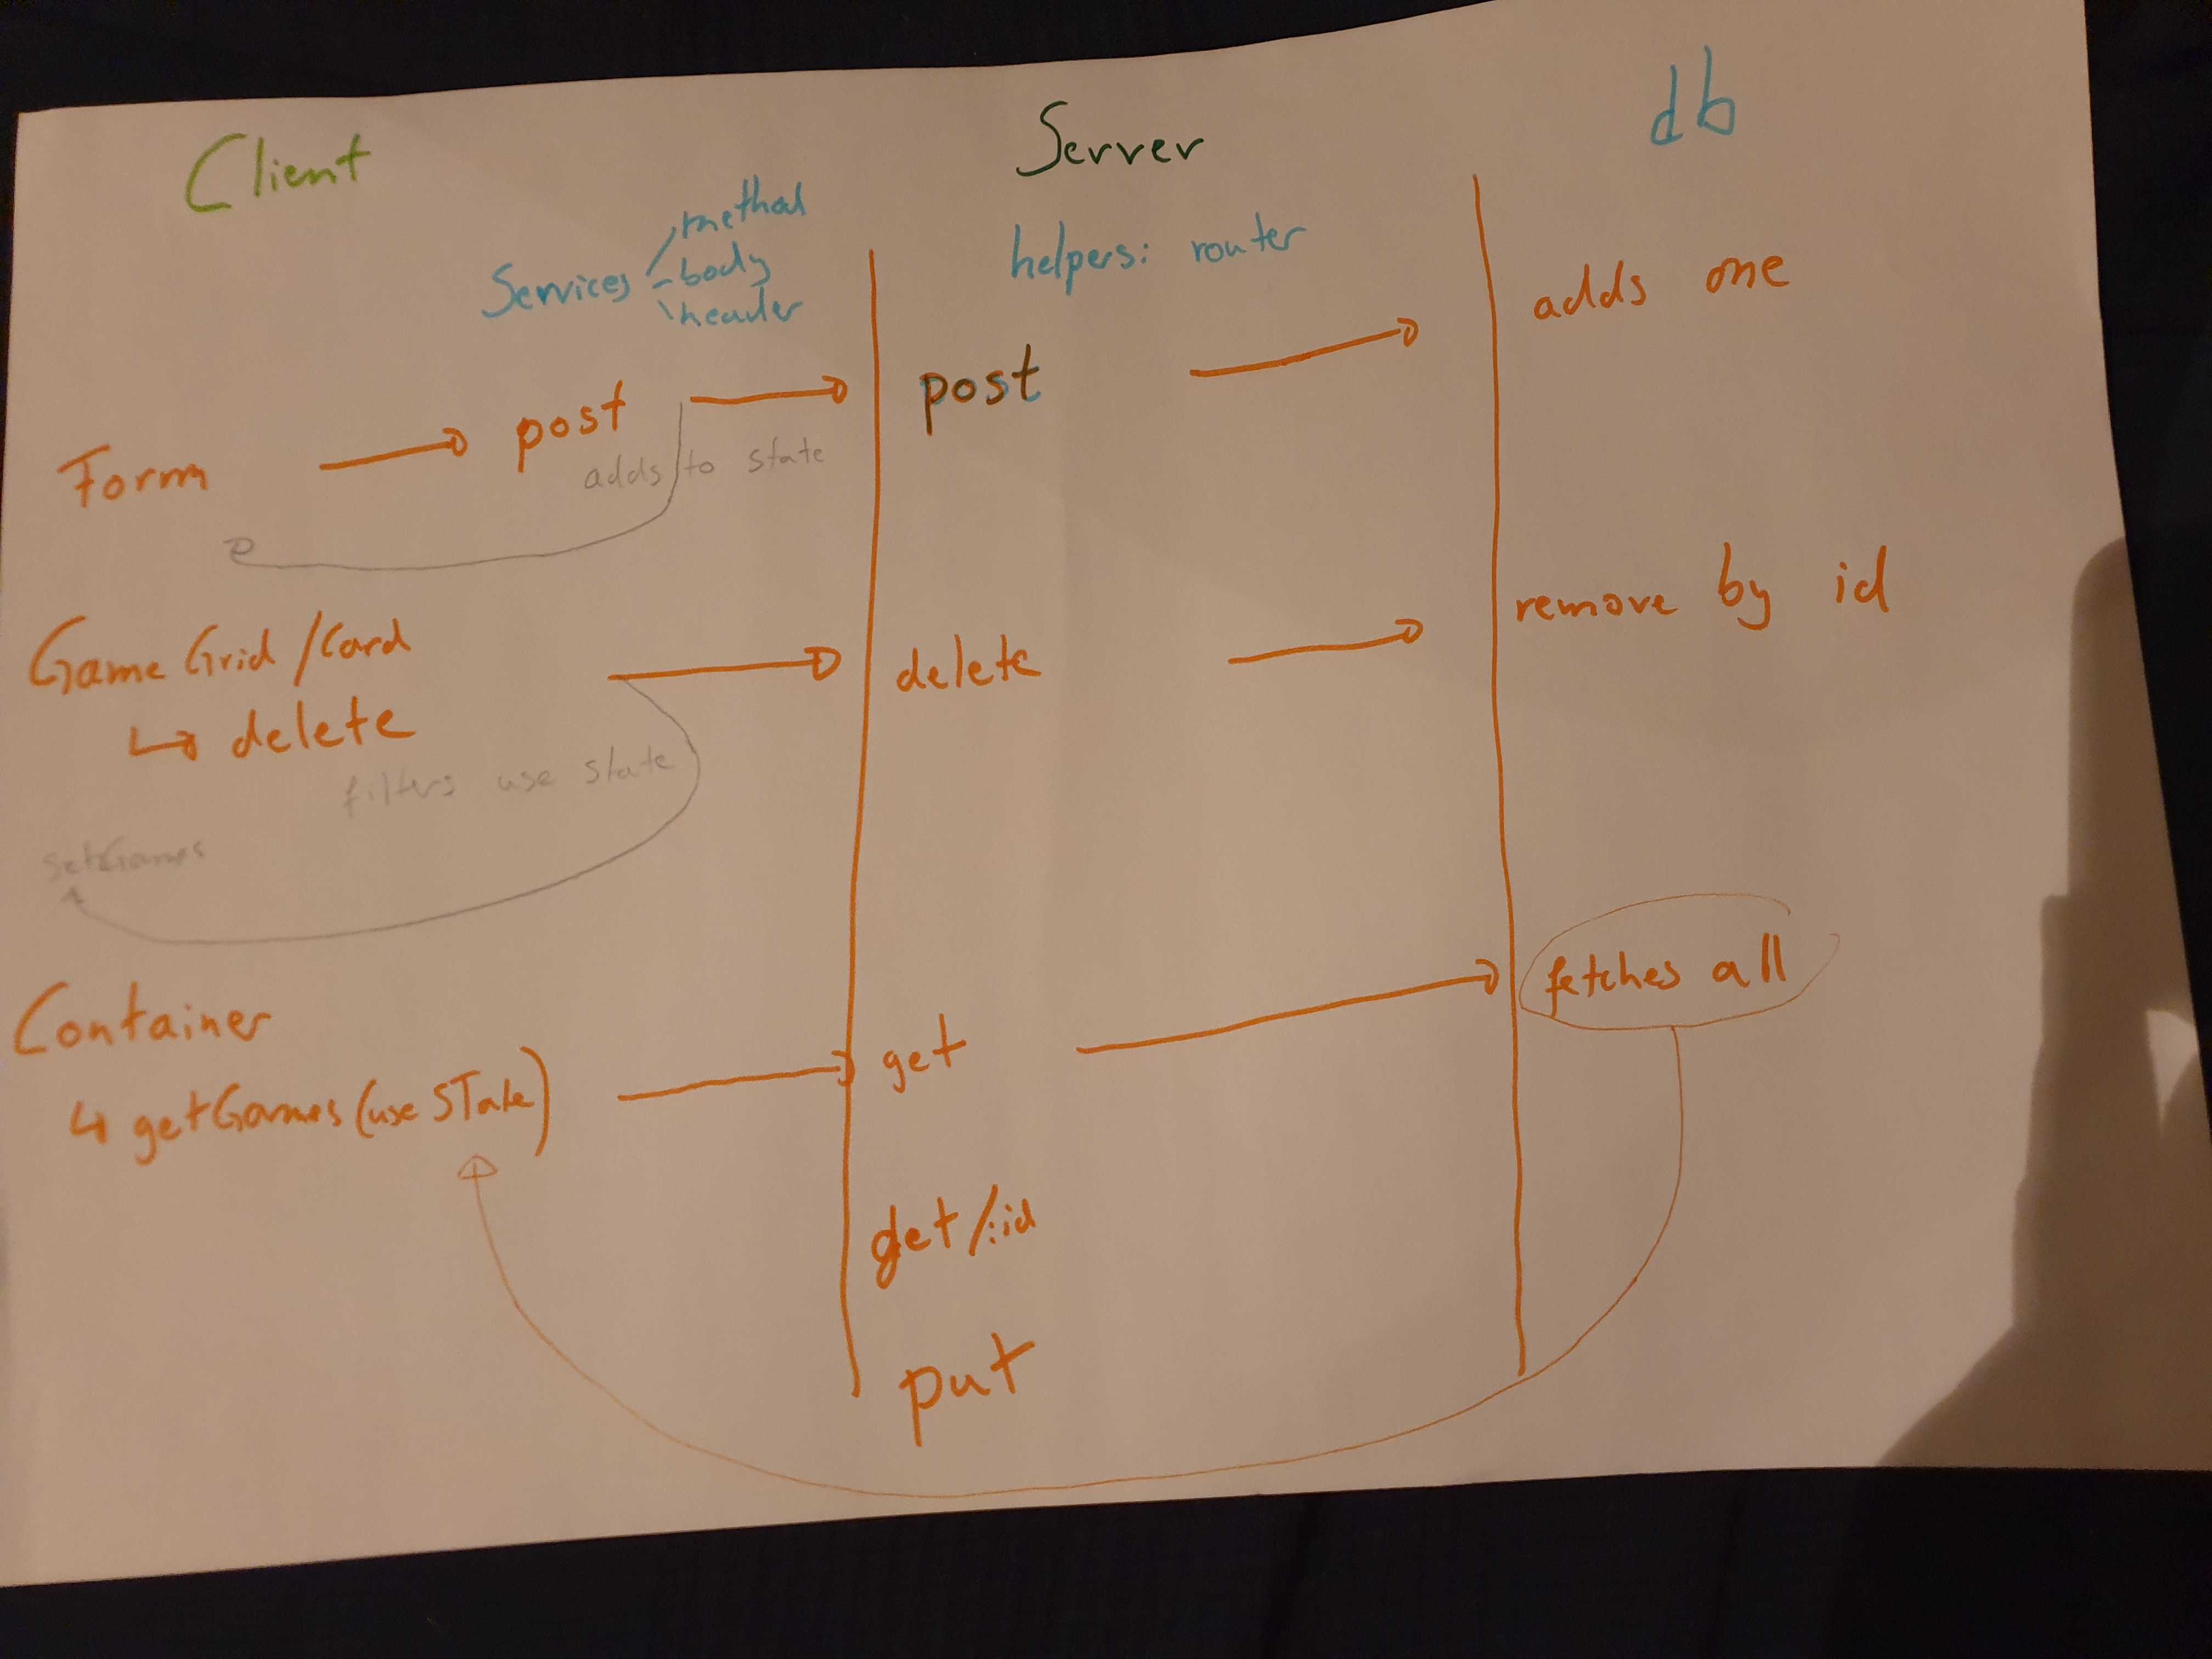 Client
Server
db
Services
method
body
header
helpers: router
adds one
Form
post
post
adds to state
Game Grid/Card
delete
delete
remove by id
filters use state
setGames
Container
getGames (use STate)
get
fetches all
get/:id
put